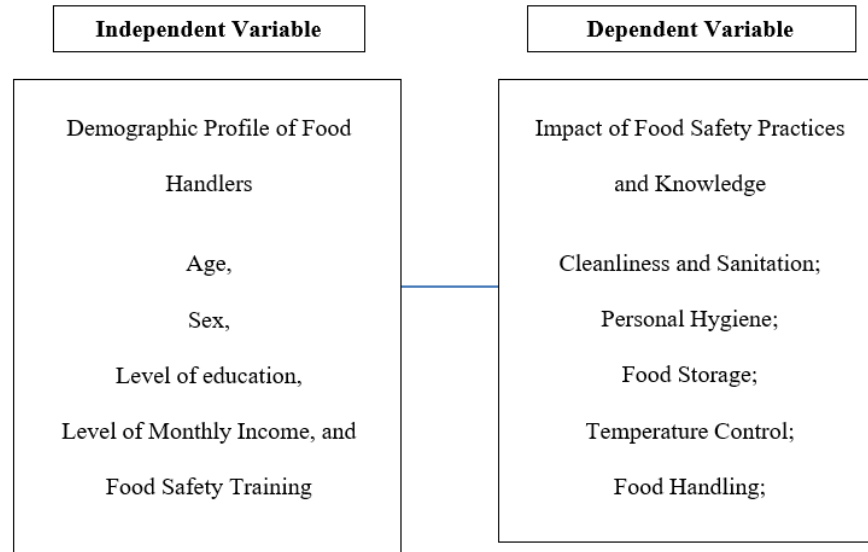 Independent Variable
Dependent Variable
Demographic Profile of Food
Handlers
Age,
Sex,
Level of education,
Level of Monthly Income, and
Food Safety Training
Impact of Food Safety Practices
and Knowledge
Cleanliness and Sanitation;
Personal Hygiene;
Food Storage;
Temperature Control;
Food Handling;